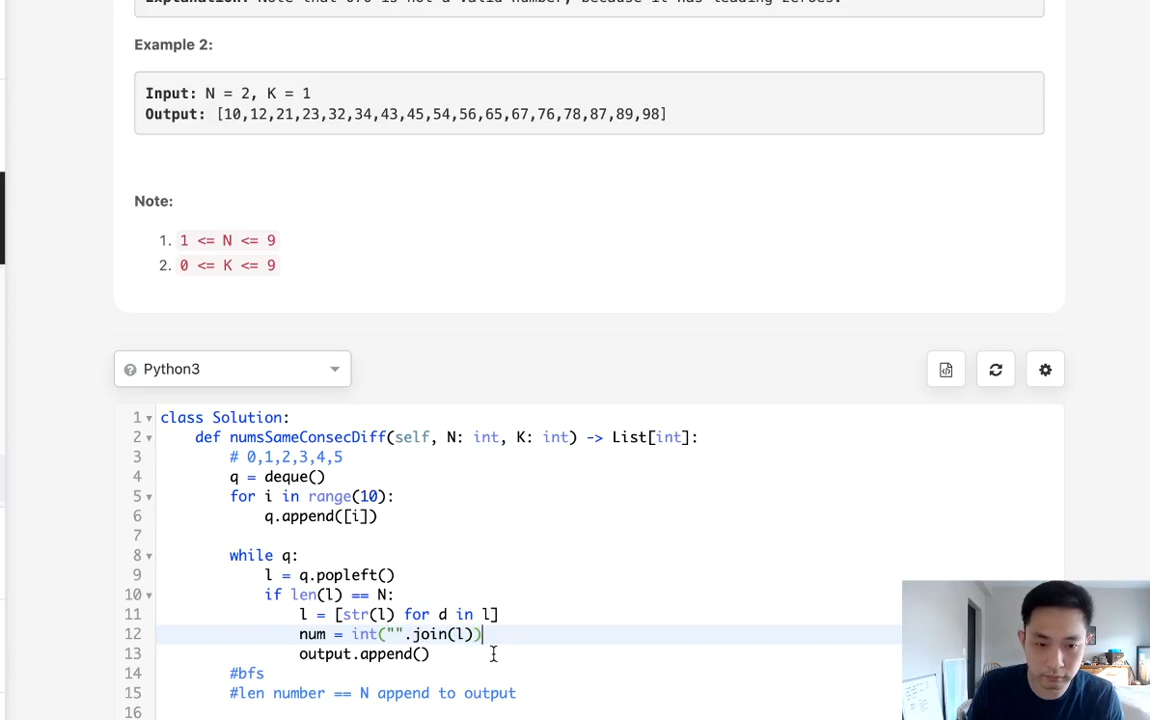 Example 2:
Input: N = 2, K = 1
Output: [10,12,21,23,32,34,43,45,54,56,65,67,76,78,87,89,98]
Note:
1. 1 <= N <= 9
2. 0 <= K <= 9
Python3
1 class Solution:
2 def numsSameConsecDiff(self, N: int, K: int) -> List[int]:
3 # 0,1,2,3,4,5
4 q = deque()
5 for i in range(10):
6 q.append([i])
7
8 while q:
9 l = q.popleft()
10 if len(l) == N:
11 l = [str(l) for d in l]
12 num = int("".join(l))
13 output.append()
14 #bfs
15 #len number == N append to output
16